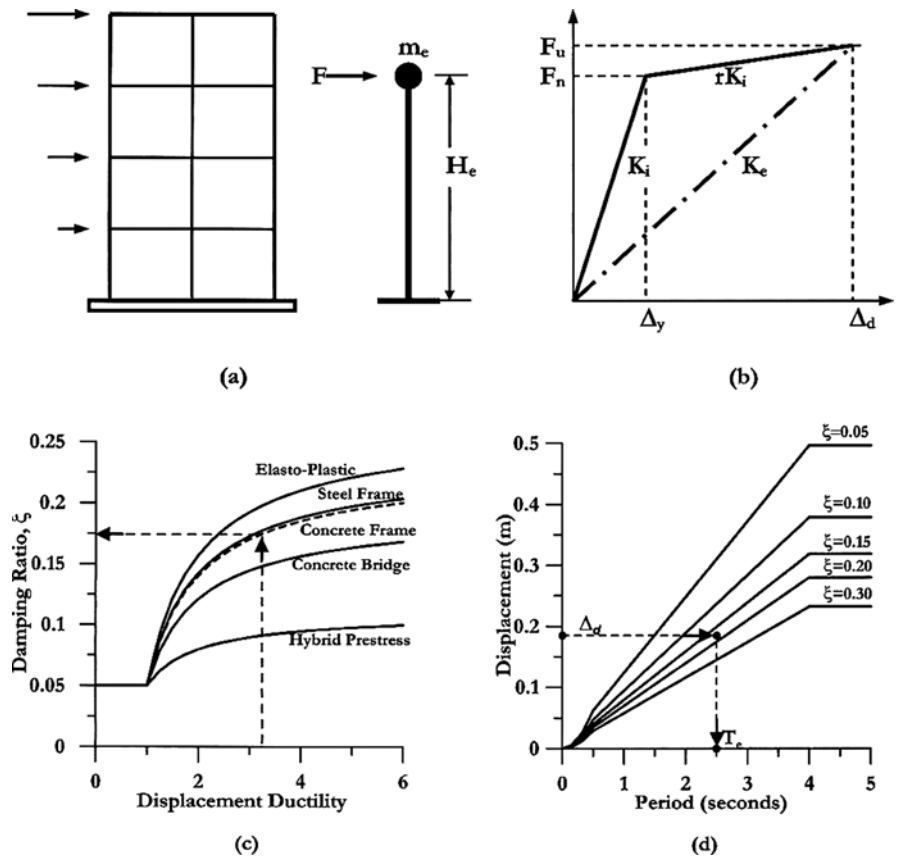 F
mₑ
Hₑ
(a)
Fᵤ
Fₙ
rKᵢ
Kᵢ
Kₑ
Δy
Δd
(b)
0.25
0.2
0.15
0.1
0.05
0
Damping Ratio, ξ
Elasto-Plastic
Steel Frame
Concrete Frame
Concrete Bridge
Hybrid Prestress
0 2 4 6
Displacement Ductility
(c)
0.5
0.4
0.3
0.2
0.1
0
Displacement (m)
ξ=0.05
ξ=0.10
ξ=0.15
ξ=0.20
ξ=0.30
Δd
Tₑ
0 1 2 3 4 5
Period (seconds)
(d)